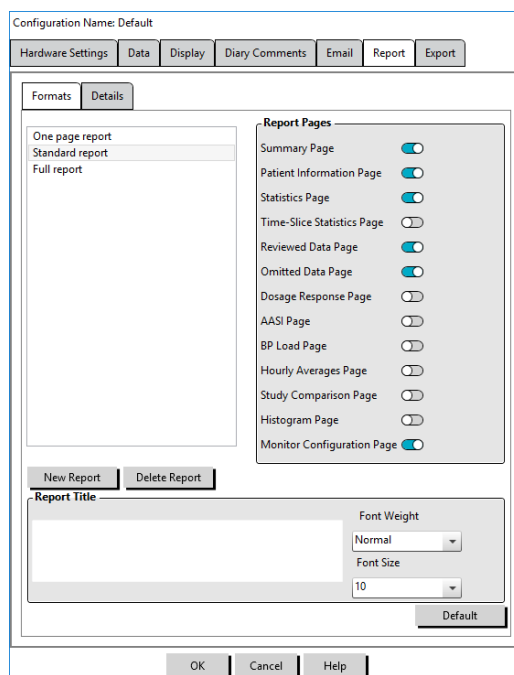 Configuration Name: Default
Hardware Settings Data Display Diary Comments Email Report Export
Formats Details
One page report
Standard report
Full report
Report Pages
Summary Page
Patient Information Page
Statistics Page
Time-Slice Statistics Page
Reviewed Data Page
Omitted Data Page
Dosage Response Page
AASI Page
BP Load Page
Hourly Averages Page
Study Comparison Page
Histogram Page
Monitor Configuration Page
New Report Delete Report
Report Title
Font Weight
Normal
Font Size
10
Default
OK Cancel Help